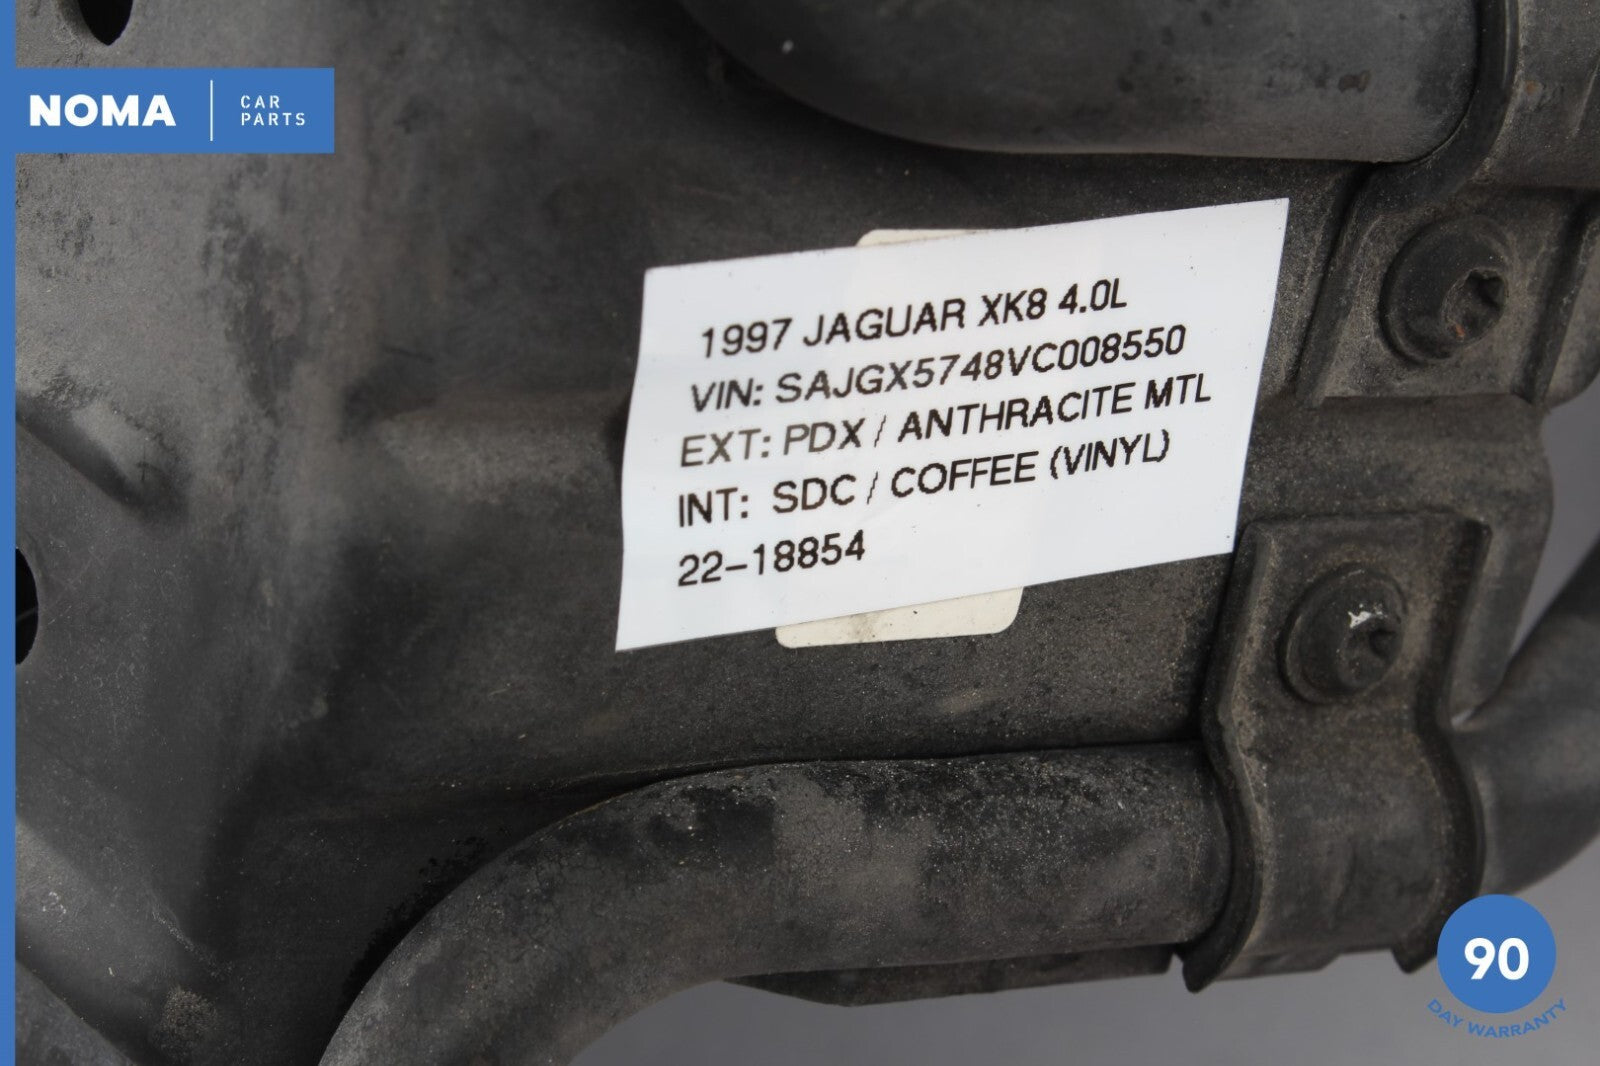 NOMA
CAR
PARTS
1997 JAGUAR XK8 4.0L
VIN: SAJGX5748VC008550
EXT: PDX / ANTHRACITE MTL
INT: SDC / COFFEE (VINYL)
22-18854
90
DAY WARRANTY